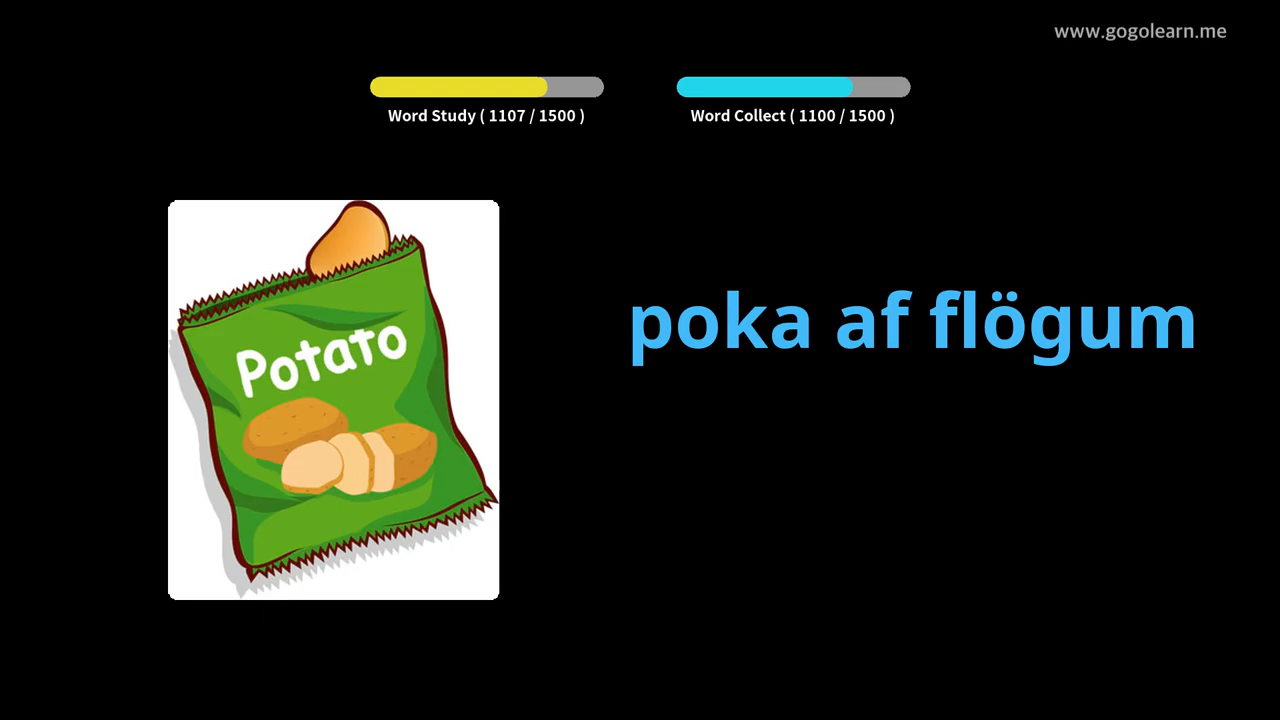 www.gogolearn.me
Word Study ( 1107 / 1500 )
Word Collect ( 1100 / 1500 )
Potato
poka af flögum